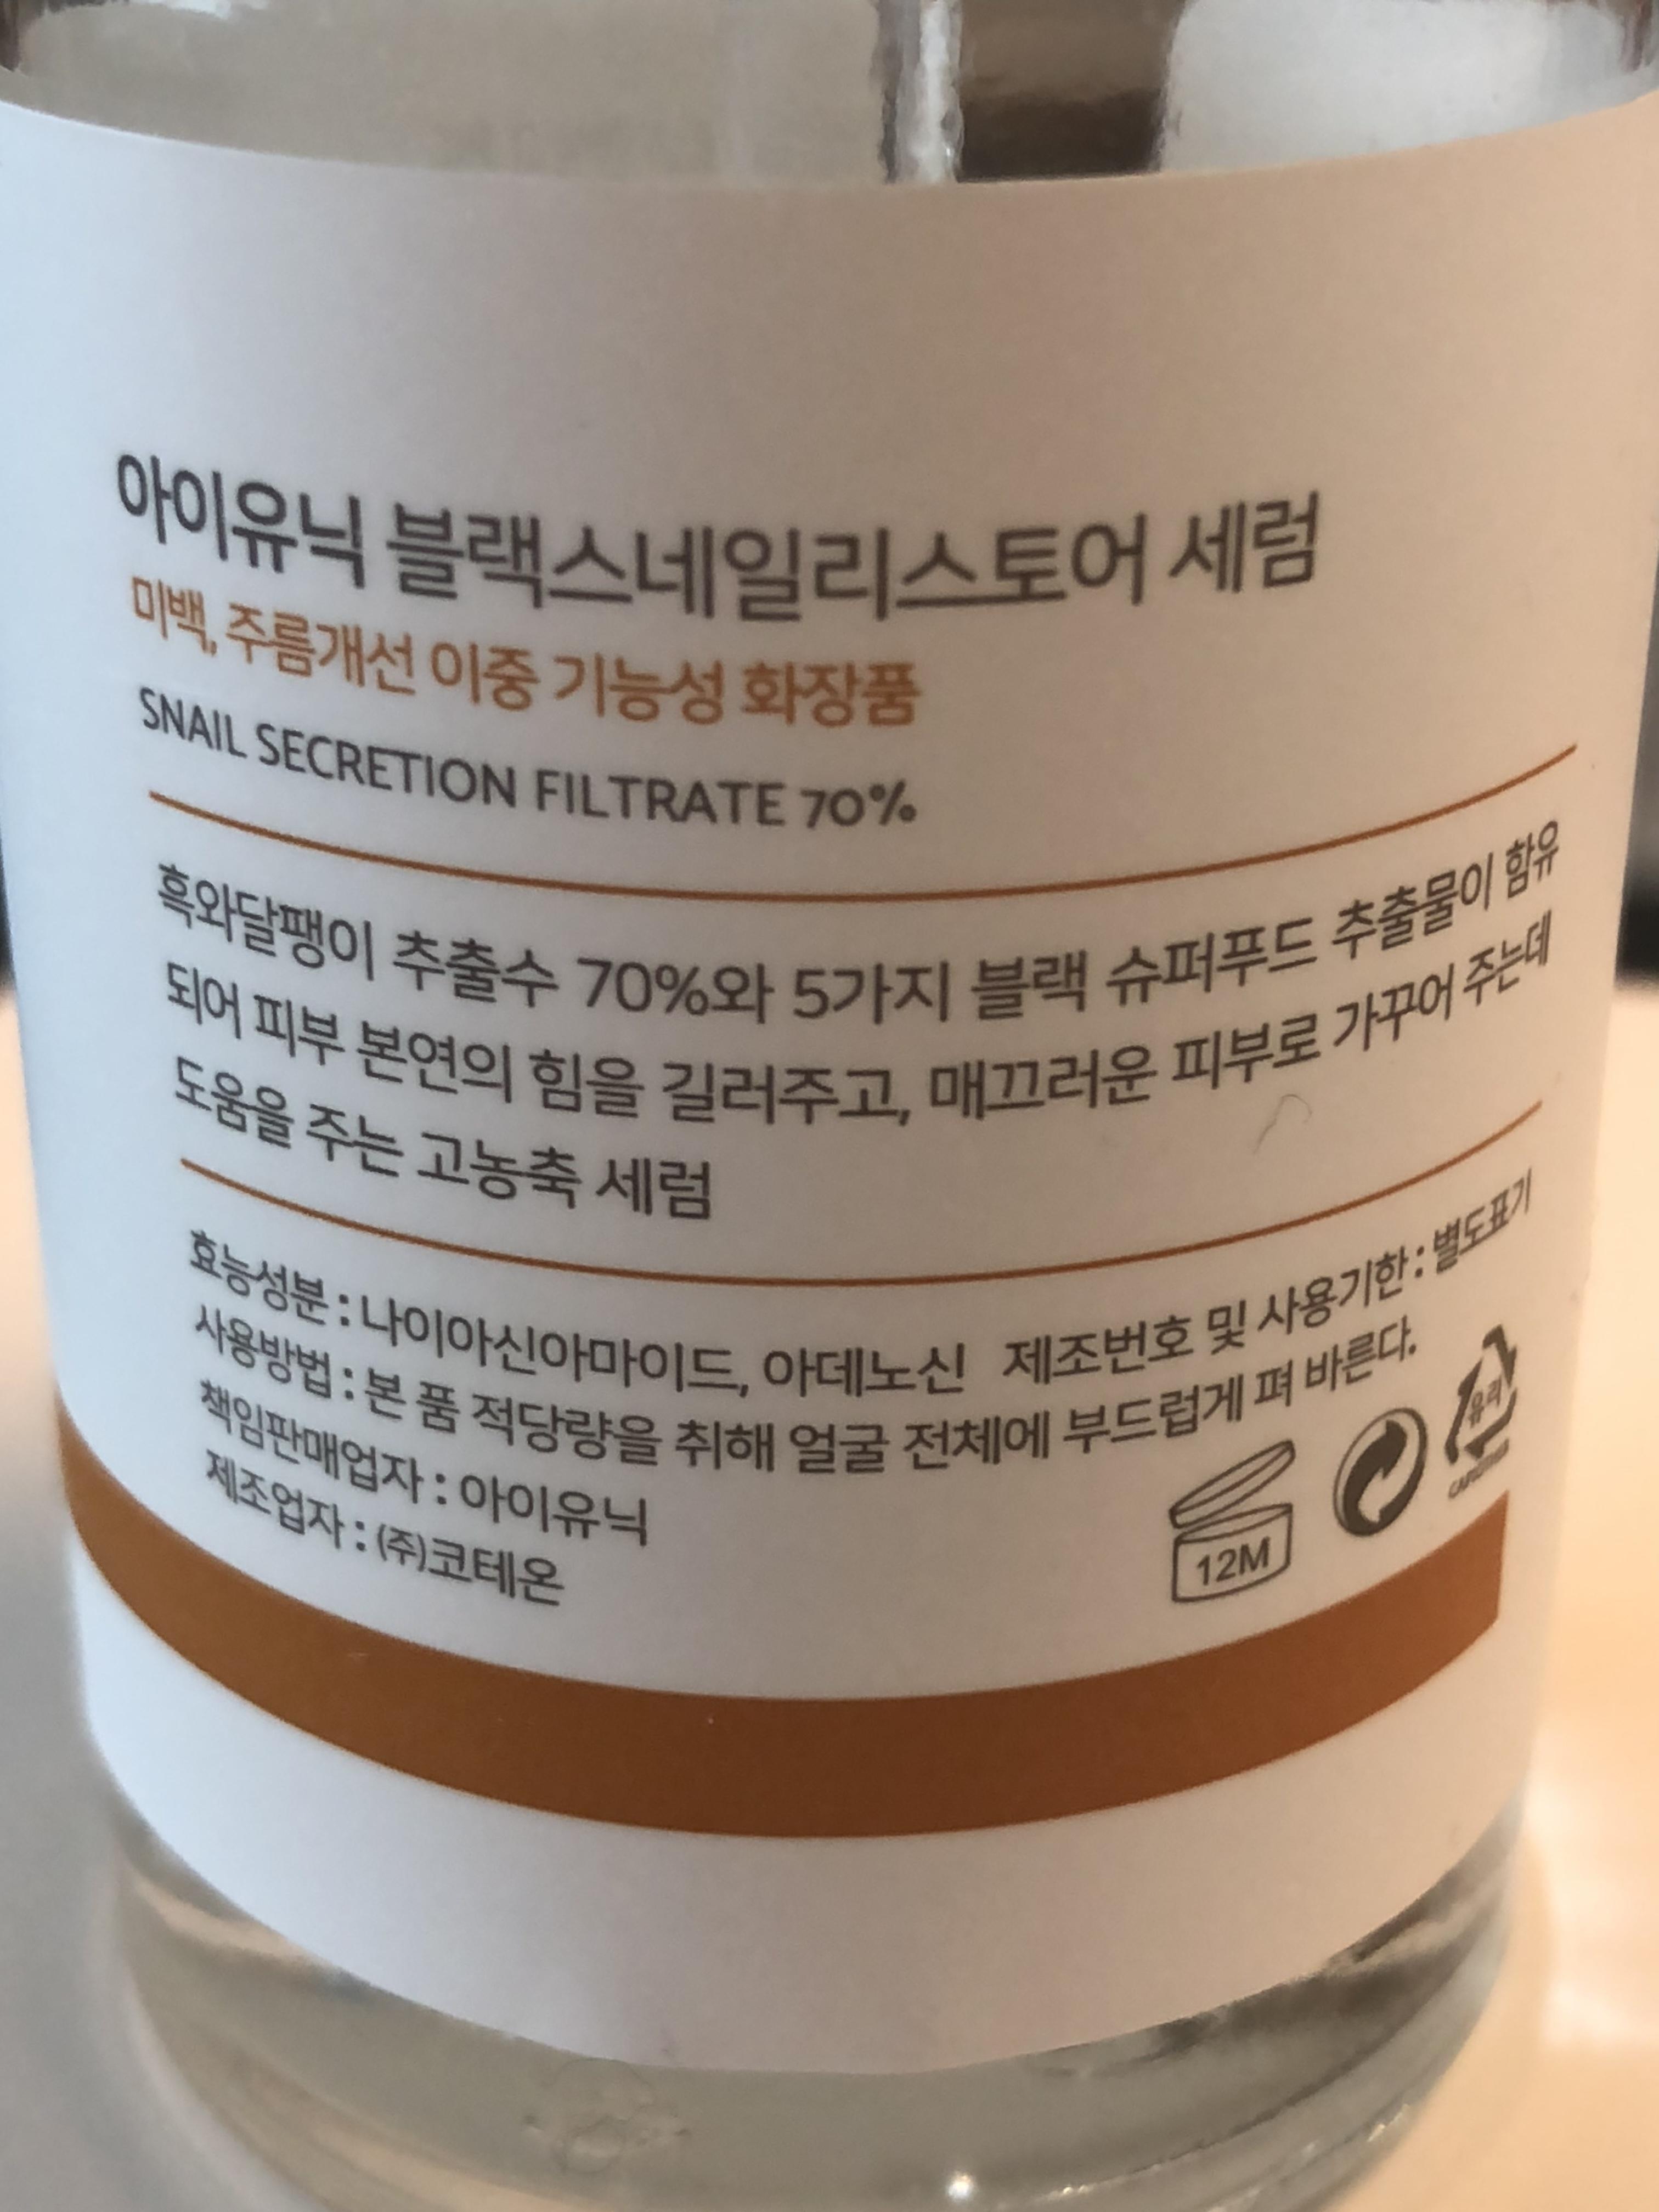 아이유닉 블랙스네일리스토어 세럼
미백, 주름개선 이중 기능성 화장품
SNAIL SECRETION FILTRATE 70%
흑와달팽이 추출수 70%와 5가지 블랙 슈퍼푸드 추출물이 함유
되어 피부 본연의 힘을 길러주고, 매끄러운 피부로 가꾸어 주는데
도움을 주는 고농축 세럼
효능성분 : 나이아신아마이드, 아데노신 제조번호 및 사용기한 : 별도표기
사용방법 : 본 품 적당량을 취해 얼굴 전체에 부드럽게 펴 바른다.
책임판매업자 : 아이유닉
제조업자 : (주)코테온
12M
유리